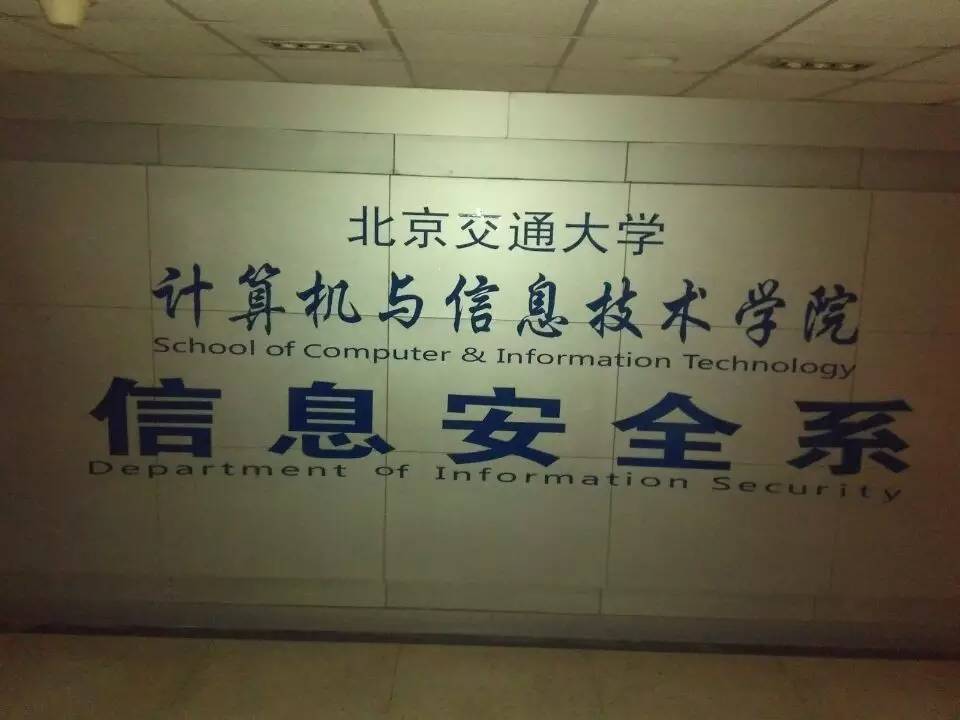 北京交通大学
计算机与信息技术学院
School of Computer & Information Technology
信息安全系
Department of Information Security